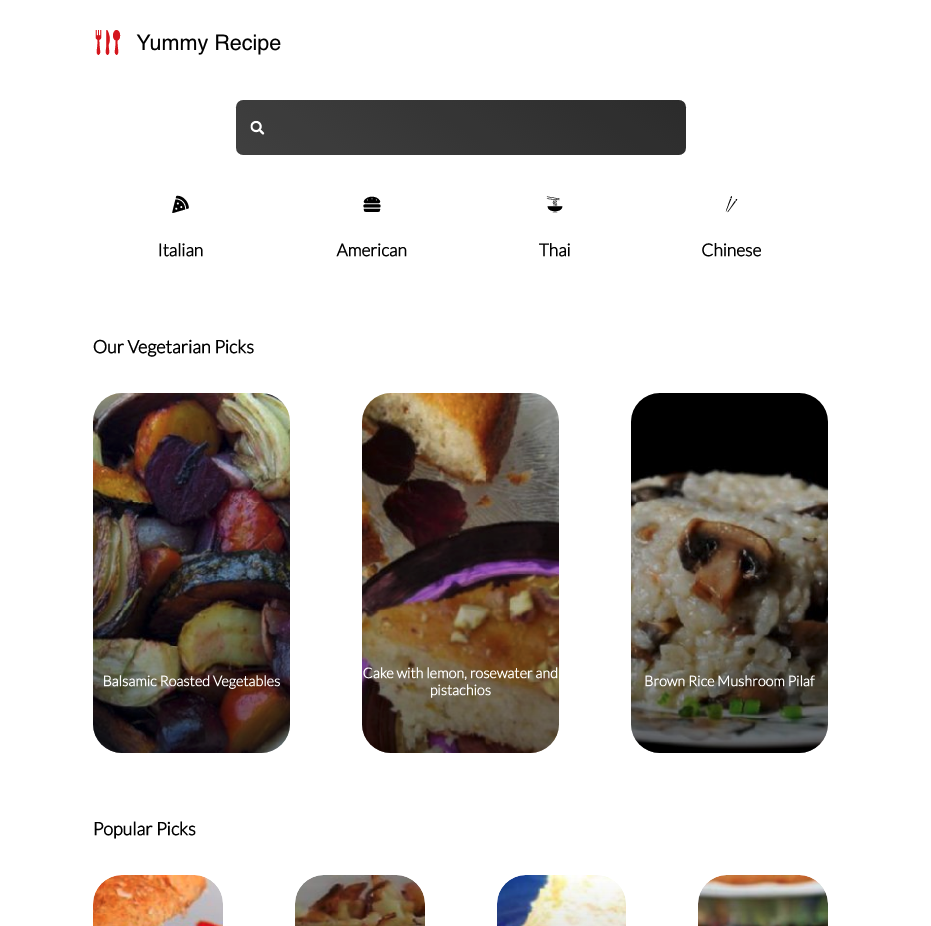 Yummy Recipe
Italian
American
Thai
Chinese
Our Vegetarian Picks
Balsamic Roasted Vegetables
Cake with lemon, rosewater and
pistachios
Brown Rice Mushroom Pilaf
Popular Picks